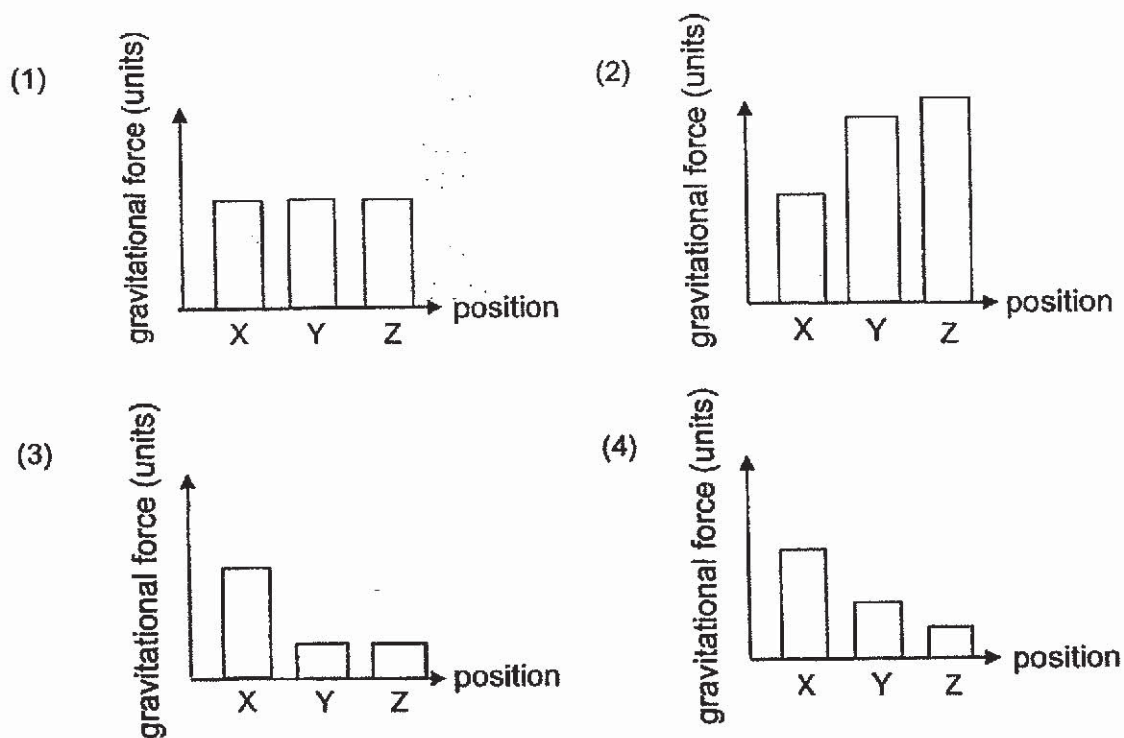 (1)
gravitational force (units)
position
X Y Z
(2)
gravitational force (units)
position
X Y Z
(3)
gravitational force (units)
position
X Y Z
(4)
gravitational force (units)
position
X Y Z